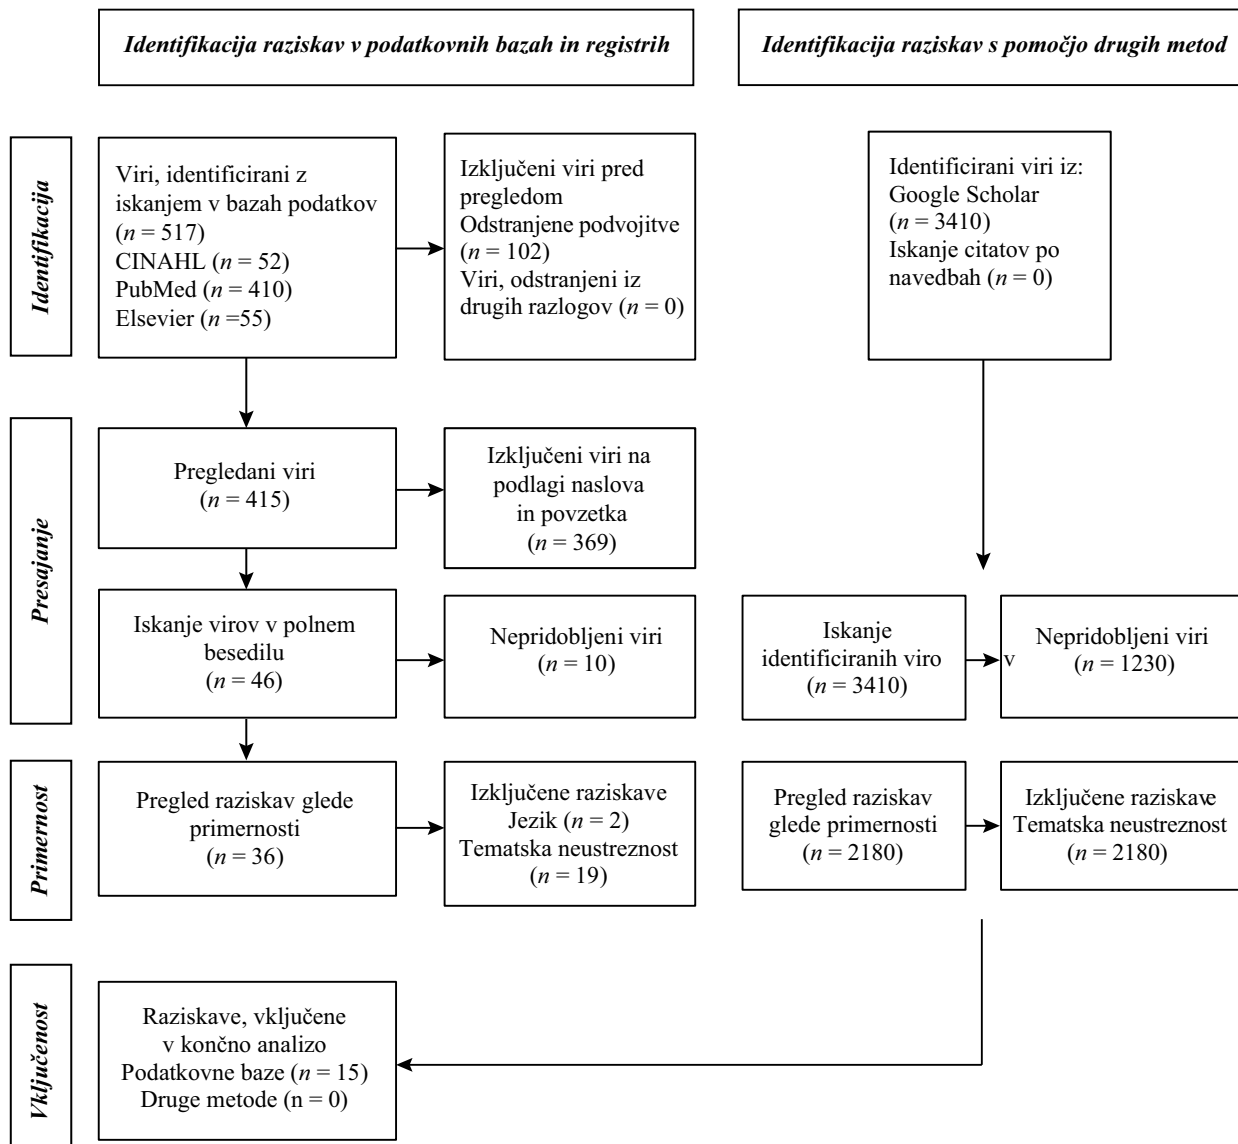 Identifikacija raziskav v podatkovnih bazah in registrih
Identifikacija raziskav s pomočjo drugih metod
Identifikacija
Viri, identificirani z
iskanjem v bazah podatkov
(n = 517)
CINAHL (n = 52)
PubMed (n = 410)
Elsevier (n =55)
Izključeni viri pred
pregledom
Odstranjene podvojitve
(n = 102)
Viri, odstranjeni iz
drugih razlogov (n = 0)
Identificirani viri iz:
Google Scholar
(n = 3410)
Iskanje citatov po
navedbah (n = 0)
Presajanje
Pregledani viri
(n = 415)
Izključeni viri na
podlagi naslova
in povzetka
(n = 369)
Iskanje virov v polnem
besedilu
(n = 46)
Nepridobljeni viri
(n = 10)
Iskanje
identificiranih viro
v
(n = 3410)
Nepridobljeni viri
(n = 1230)
Primernost
Pregled raziskav glede
primernosti
(n = 36)
Izključene raziskave
Jezik (n = 2)
Tematska neustreznost
(n = 19)
Pregled raziskav
glede primernosti
(n = 2180)
Izključene raziskave
Tematska neustreznost
(n = 2180)
Vključenost
Raziskave, vključene
v končno analizo
Podatkovne baze (n = 15)
Druge metode (n = 0)